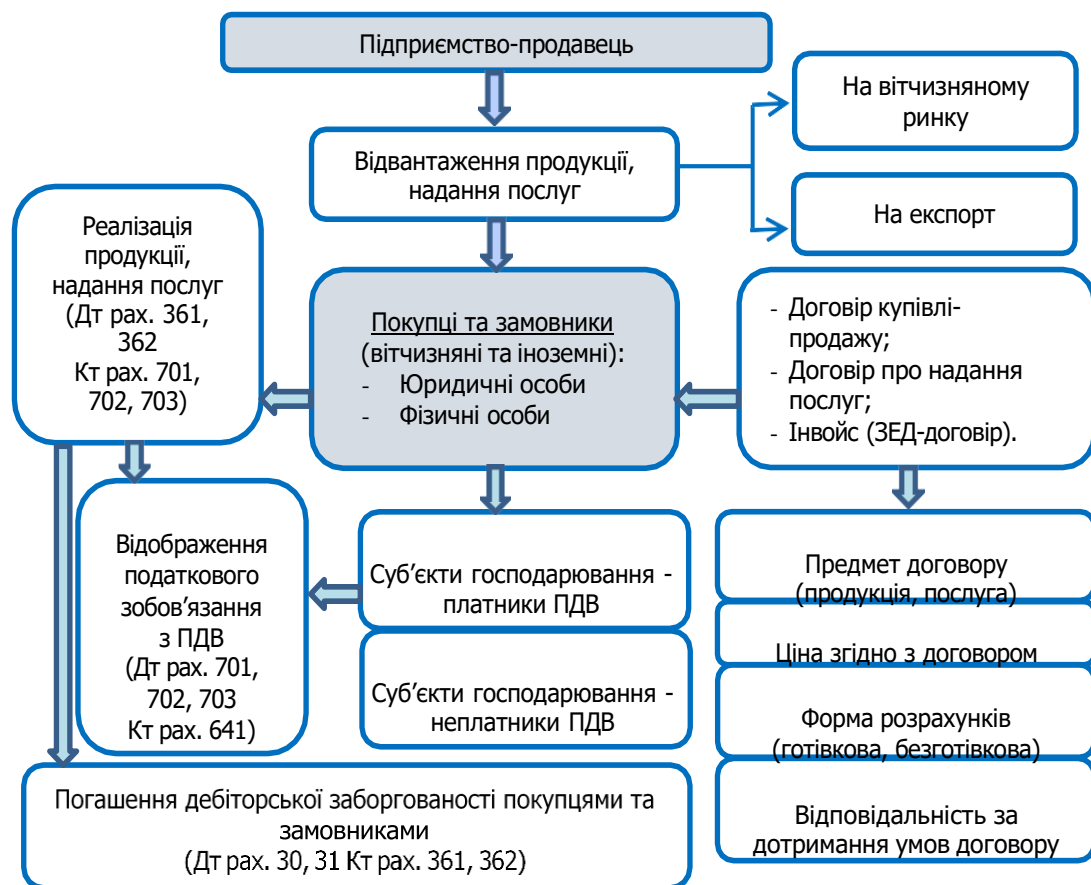 Підприємство-продавець
На вітчизняному
ринку
Відвантаження продукції,
надання послуг
На експорт
Реалізація
продукції,
надання послуг
(Дт рах. 361,
362
Кт рах. 701,
702, 703)
Покупці та замовники
(вітчизняні та іноземні):
- Юридичні особи
- Фізичні особи
- Договір купівлі-
продажу;
- Договір про надання
послуг;
- Інвойс (ЗЕД-договір).
Відображення
податкового
зобов’язання
з ПДВ
(Дт рах. 701,
702, 703
Кт рах. 641)
Суб’єкти господарювання -
платники ПДВ
Суб’єкти господарювання -
неплатники ПДВ
Предмет договору
(продукція, послуга)
Ціна згідно з договором
Форма розрахунків
(готівкова, безготівкова)
Відповідальність за
дотримання умов договору
Погашення дебіторської заборгованості покупцями та
замовниками
(Дт рах. 30, 31 Кт рах. 361, 362)